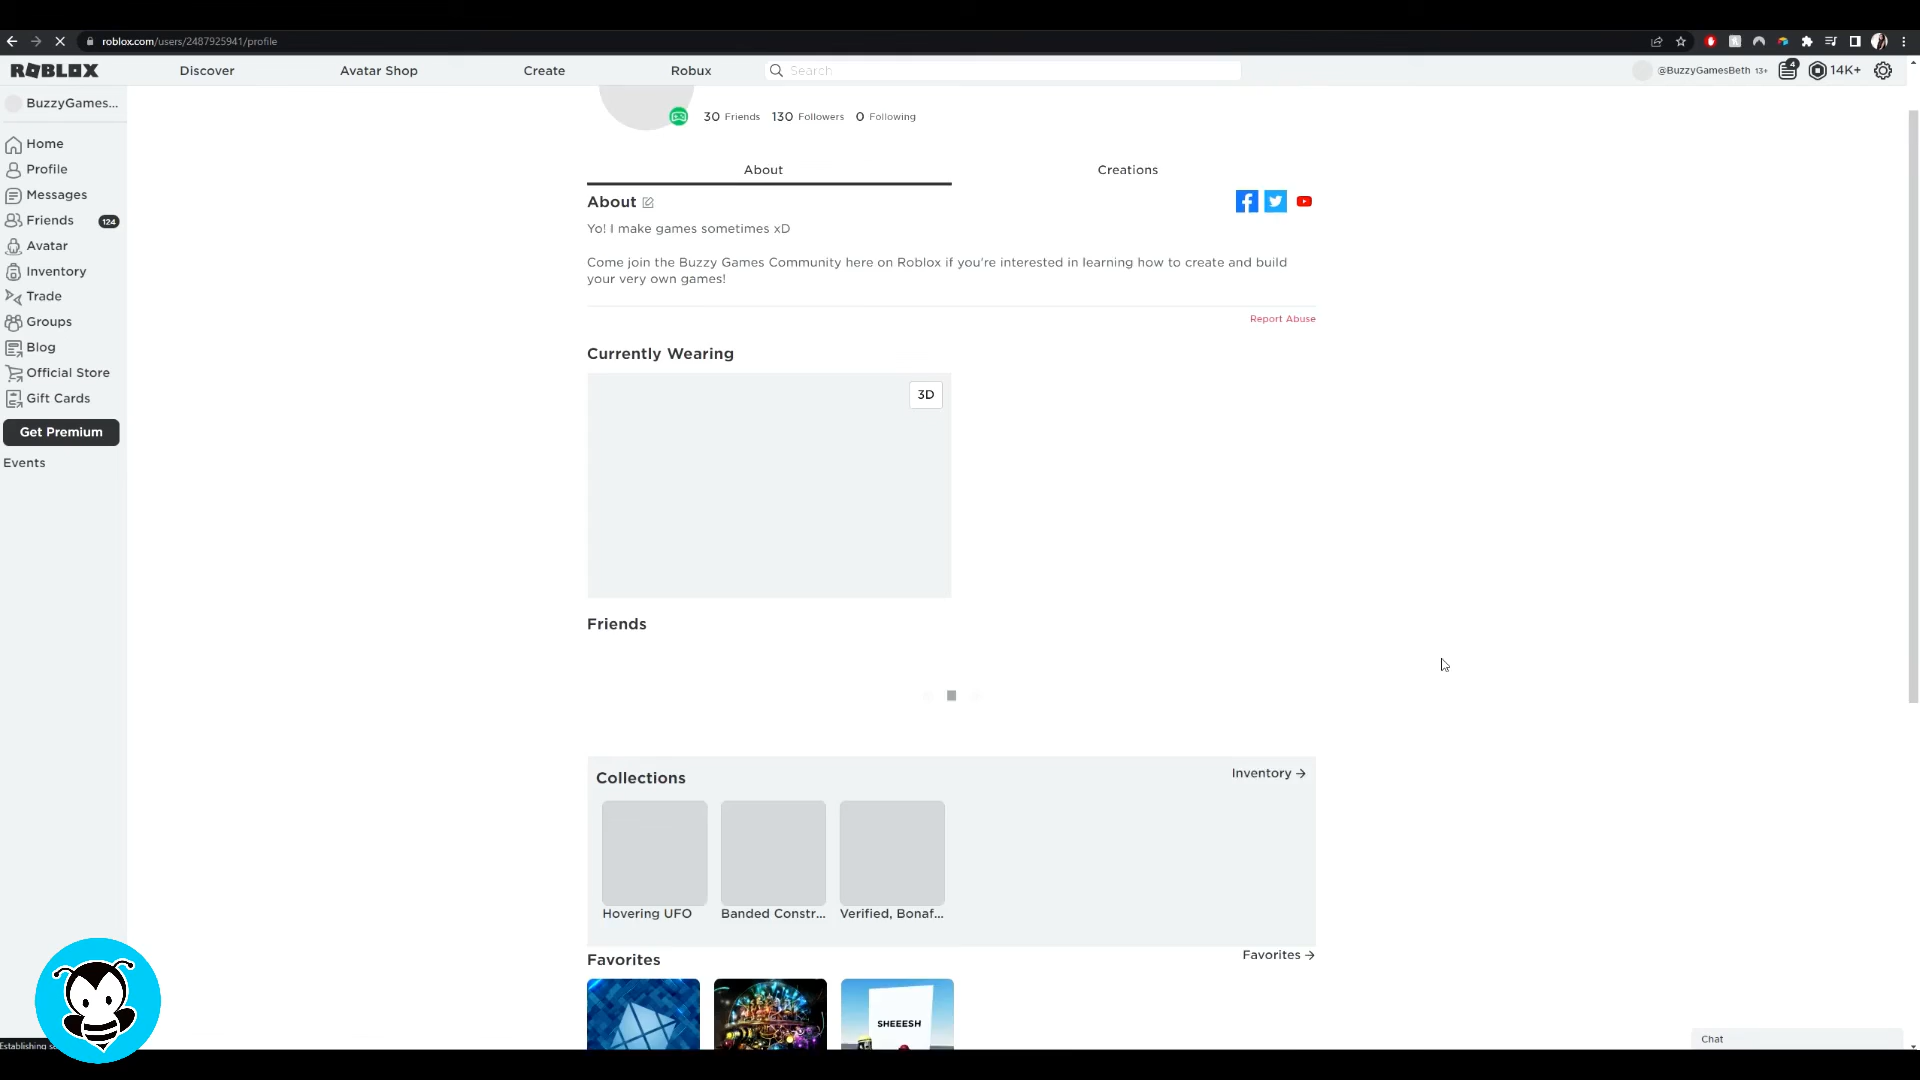 roblox.com/users/2487925941/profile
ROBLOX
Discover
Avatar Shop
Create
Robux
Search
@BuzzyGamesBeth 13+
4
14K+
BuzzyGames...
Home
Profile
Messages
Friends
124
Avatar
Inventory
Trade
Groups
Blog
Official Store
Gift Cards
Get Premium
Events
30 Friends 130 Followers 0 Following
About
Creations
About
Yo! I make games sometimes xD
Come join the Buzzy Games Community here on Roblox if you're interested in learning how to create and build
your very own games!
Report Abuse
Currently Wearing
3D
Friends
Collections
Inventory →
Hovering UFO
Banded Constr...
Verified, Bonaf...
Favorites
Favorites →
SHEEESH
Chat
Establishing